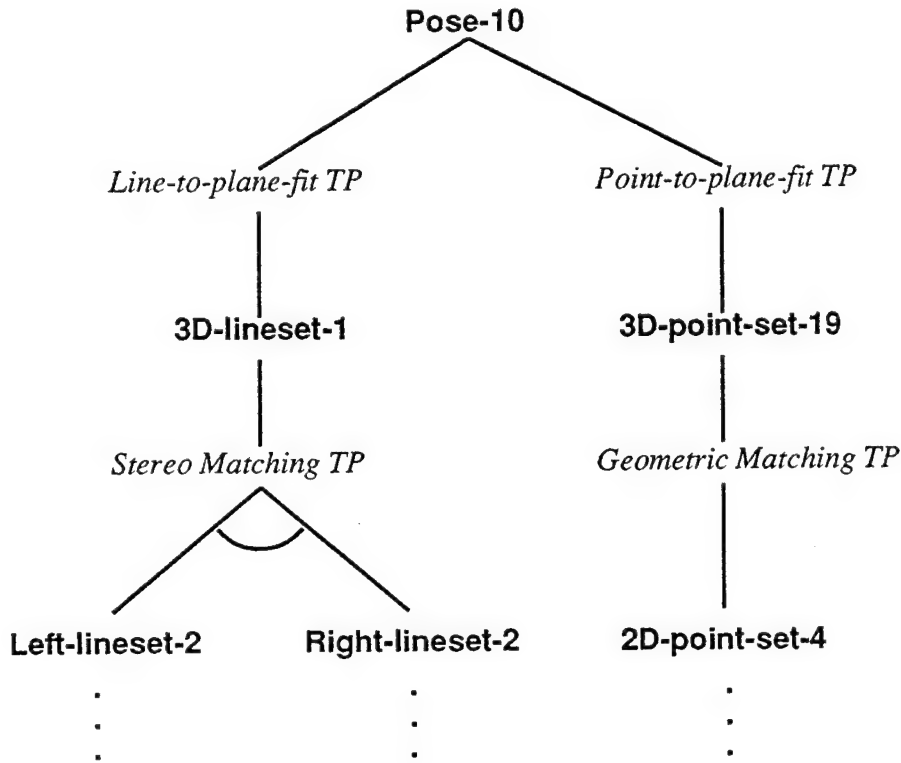 Pose-10
Line-to-plane-fit TP
Point-to-plane-fit TP
3D-lineset-1
3D-point-set-19
Stereo Matching TP
Geometric Matching TP
Left-lineset-2
Right-lineset-2
2D-point-set-4